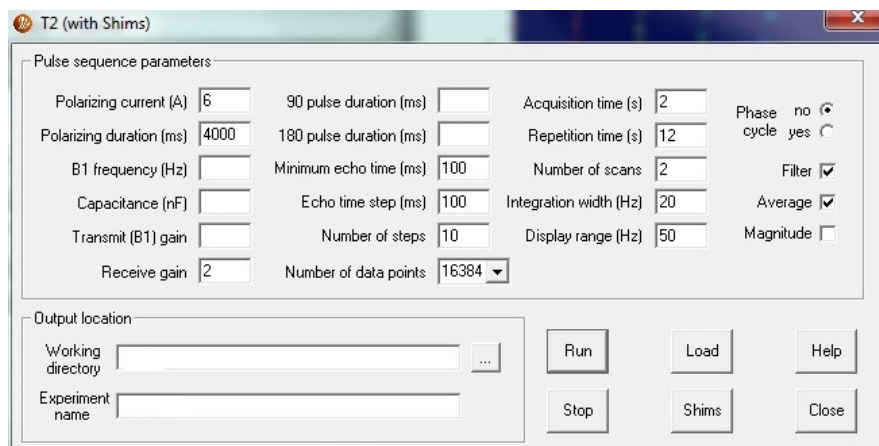 T2 (with Shims)
Pulse sequence parameters
Polarizing current (A) 6
Polarizing duration (ms) 4000
B1 frequency (Hz)
Capacitance (nF)
Transmit (B1) gain
Receive gain 2
90 pulse duration (ms)
180 pulse duration (ms)
Minimum echo time (ms) 100
Echo time step (ms) 100
Number of steps 10
Number of data points 16384
Acquisition time (s) 2
Repetition time (s) 12
Number of scans 2
Integration width (Hz) 20
Display range (Hz) 50
Phase no
cycle yes
Filter
Average
Magnitude
Output location
Working
directory
...
Experiment
name
Run
Load
Help
Stop
Shims
Close